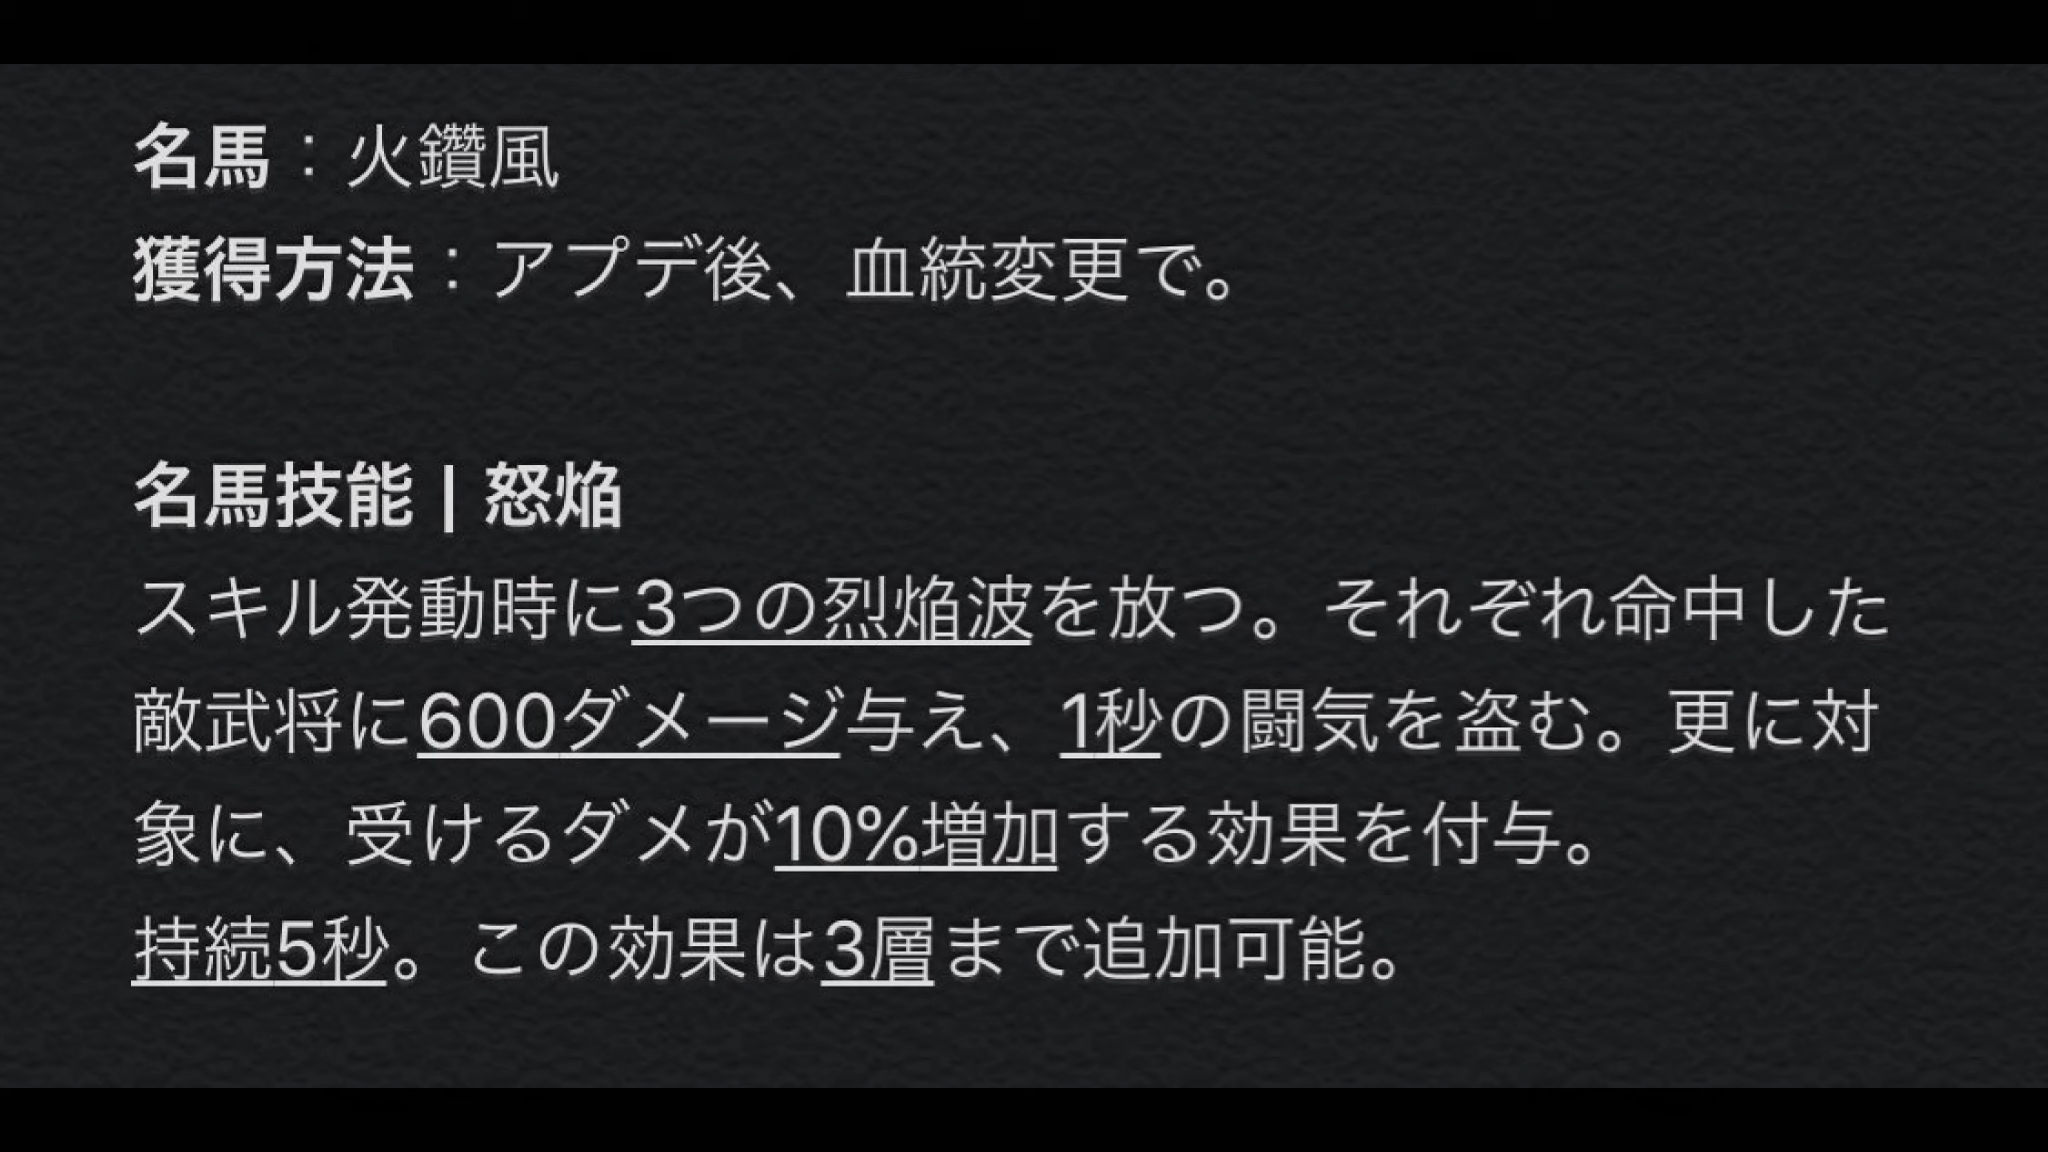 名馬：火鑽風
獲得方法：アプデ後、血統変更で。
名馬技能 | 怒焔
スキル発動時に3つの烈焔波を放つ。それぞれ命中した
敵武将に600ダメージ与え、1秒の闘気を盗む。更に対
象に、受けるダメが10%増加する効果を付与。
持続5秒。この効果は3層まで追加可能。